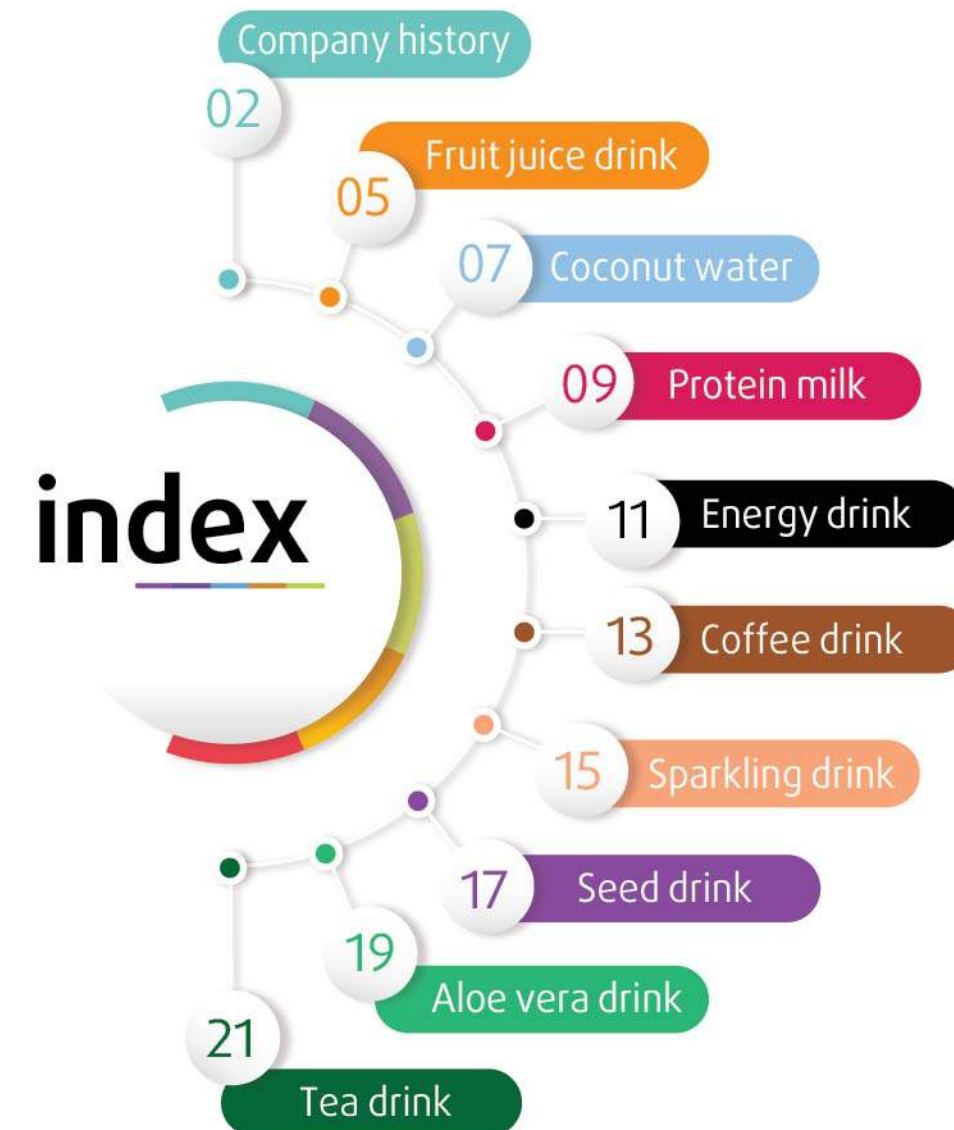 Company history
02
Fruit juice drink
05
07 Coconut water
09 Protein milk
index
11 Energy drink
13 Coffee drink
15 Sparkling drink
17 Seed drink
19
Aloe vera drink
21
Tea drink